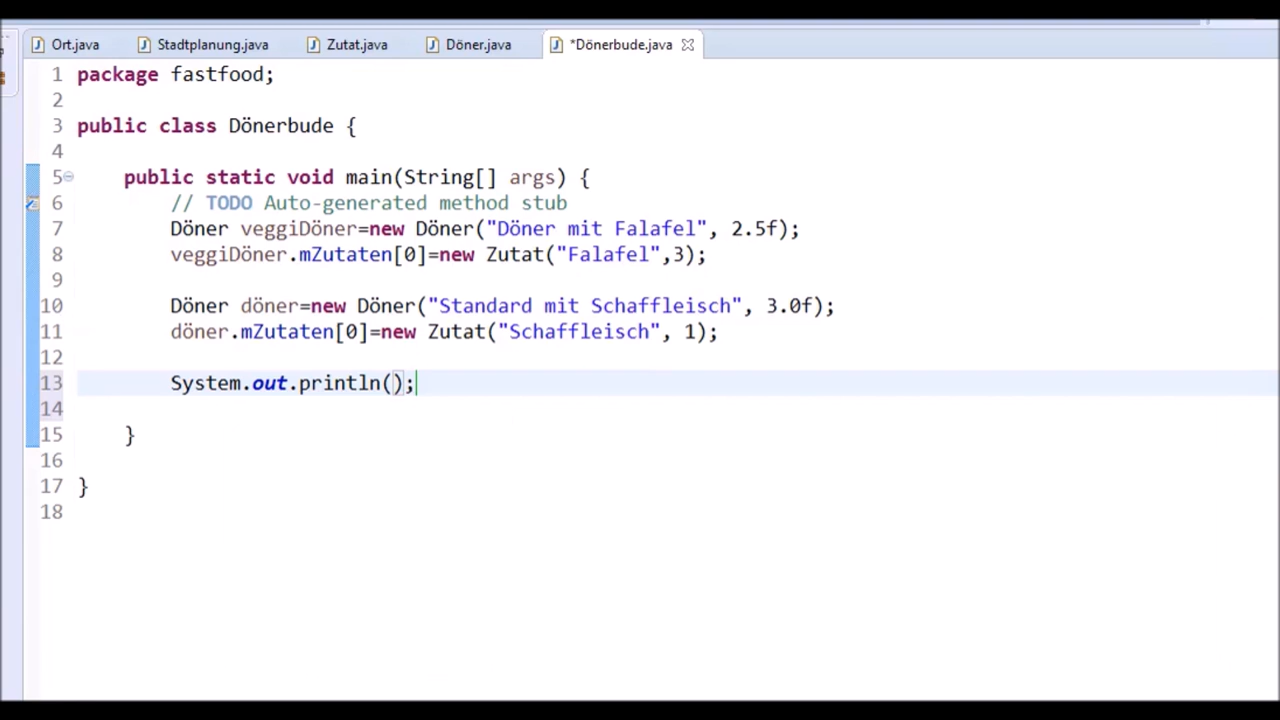 Ort.java Stadtplanung.java Zutat.java Döner.java *Dönerbude.java
1 package fastfood;
2
3 public class Dönerbude {
4
5 public static void main(String[] args) {
6 // TODO Auto-generated method stub
7 Döner veggiDöner=new Döner("Döner mit Falafel", 2.5f);
8 veggiDöner.mZutaten[0]=new Zutat("Falafel",3);
9
10 Döner döner=new Döner("Standard mit Schaffleisch", 3.0f);
11 döner.mZutaten[0]=new Zutat("Schaffleisch", 1);
12
13 System.out.println();
14
15 }
16
17 }
18